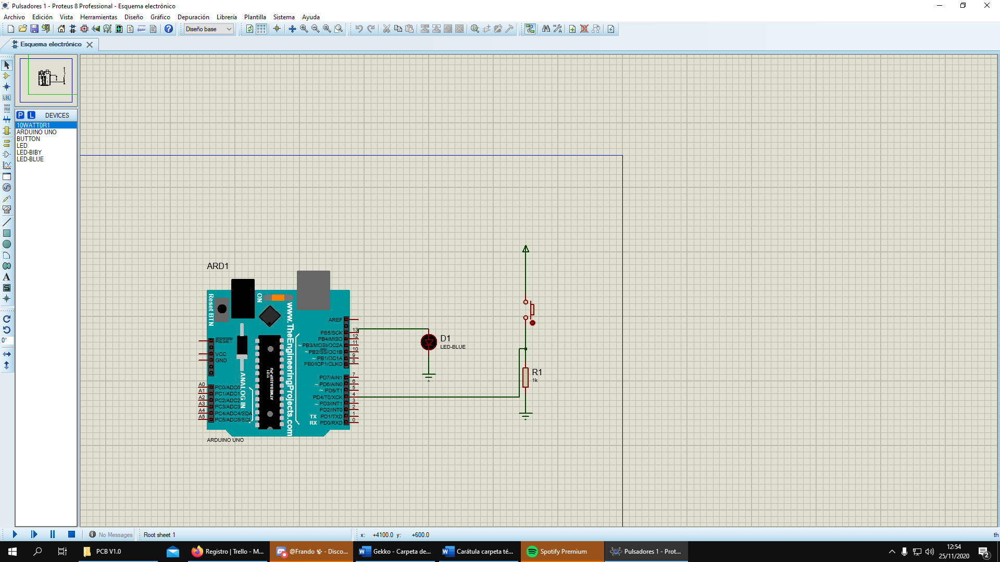 Pulsadores 1 - Proteus 8 Professional - Esquema electrónico
Archivo Edición Vista Herramientas Diseño Gráfico Depuración Librería Plantilla Sistema Ayuda
Diseño base
Esquema electrónico
P L DEVICES
10WATT0R1
ARDUINO UNO
BUTTON
LED
LED-BIBY
LED-BLUE
LBL
A
S
0°
ARD1
Reset BTN
ON
www.TheEngineeringProjects.com
ANALOG IN
1121
ATMEGA328P-PU
RESET
VCC
GND
A0 PC0/ADC0
A1 PC1/ADC1
A2 PC2/ADC2
A3 PC3/ADC3
A4 PC4/ADC4/SDA
A5 PC5/ADC5/SCL
AREF
PB5/SCK 13
PB4/MISO 12
~PB3/MOSI/OC2A 11
~PB2/SS/OC1B 10
~ PB1/OC1A 9
PB0/ICP1/CLKO 8
PD7/AIN1 7
~ PD6/AIN0 6
~ PD5/T1 5
PD4/T0/XCK 4
~ PD3/INT1 3
PD2/INT0 2
TX PD1/TXD 1
RX PD0/RXD 0
ARDUINO UNO
D1
LED-BLUE
R1
1k
No Messages Root sheet 1 x: +4100.0 y: +600.0 th
PCB V1.0 Registro | Trello - M... @Frando - Disco... Gekko - Carpeta de... Carátula carpeta té... Spotify Premium Pulsadores 1 - Prot...
12:54
25/11/2020
2